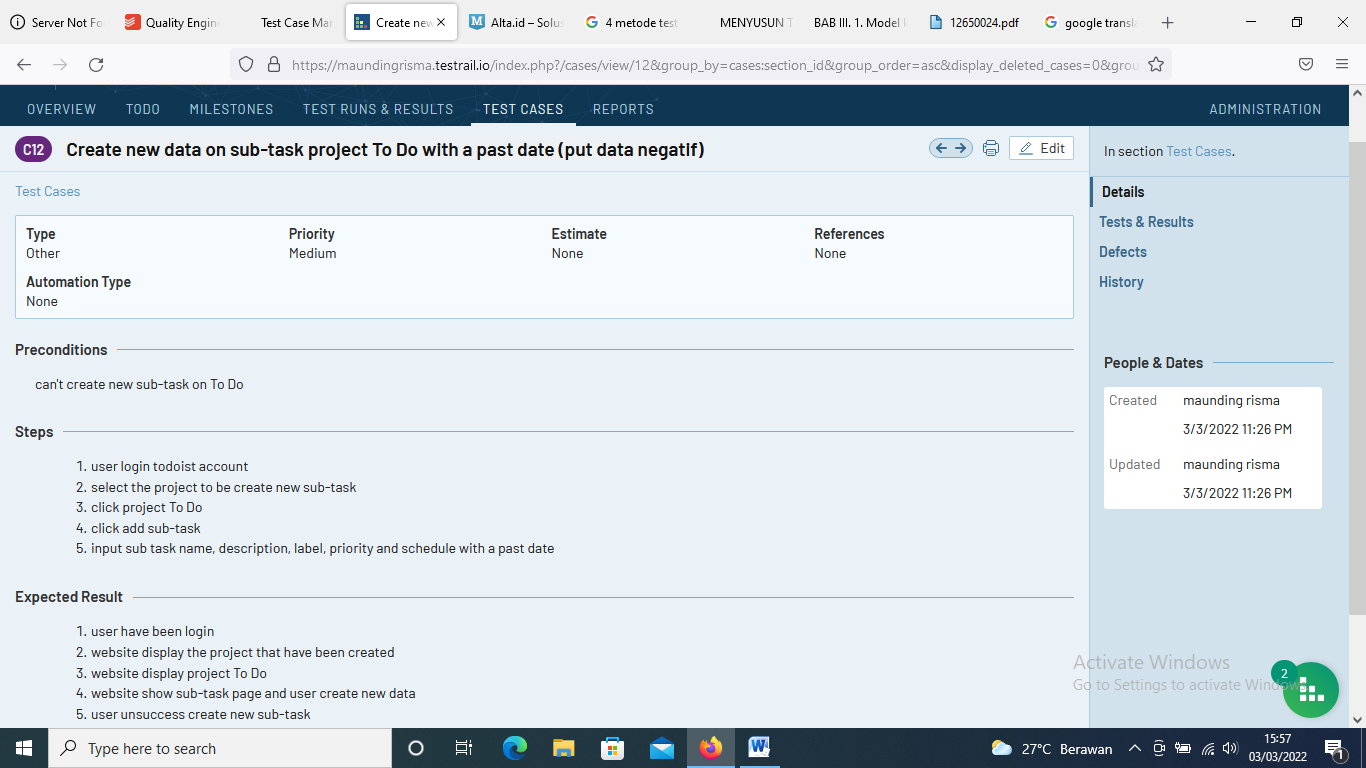 Server Not Fo
Quality Engin
Test Case Mar
Create new
Alta.id – Solus
4 metode test
MENYUSUN T
BAB III. 1. Model
12650024.pdf
google transla
https://maundingrisma.testrail.io/index.php?/cases/view/12&group_by=cases:section_id&group_order=asc&display_deleted_cases=0&grou
OVERVIEW TODO MILESTONES TEST RUNS & RESULTS TEST CASES REPORTS ADMINISTRATION
C12 Create new data on sub-task project To Do with a past date (put data negatIf)
Edit
In section Test Cases.
Test Cases
Details
Tests & Results
Defects
History
Type Priority Estimate References
Other Medium None None
Automation Type
None
Preconditions
can't create new sub-task on To Do
Steps
1. user login todoist account
2. select the project to be create new sub-task
3. click project To Do
4. click add sub-task
5. input sub task name, description, label, priority and schedule with a past date
Expected Result
1. user have been login
2. website display the project that have been created
3. website display project To Do
4. website show sub-task page and user create new data
5. user unsuccess create new sub-task
People & Dates
Created maunding risma
3/3/2022 11:26 PM
Updated maunding risma
3/3/2022 11:26 PM
Activate Windows
Go to Settings to activate Windows.
2
Type here to search
W
27°C Berawan
15:57
03/03/2022
1